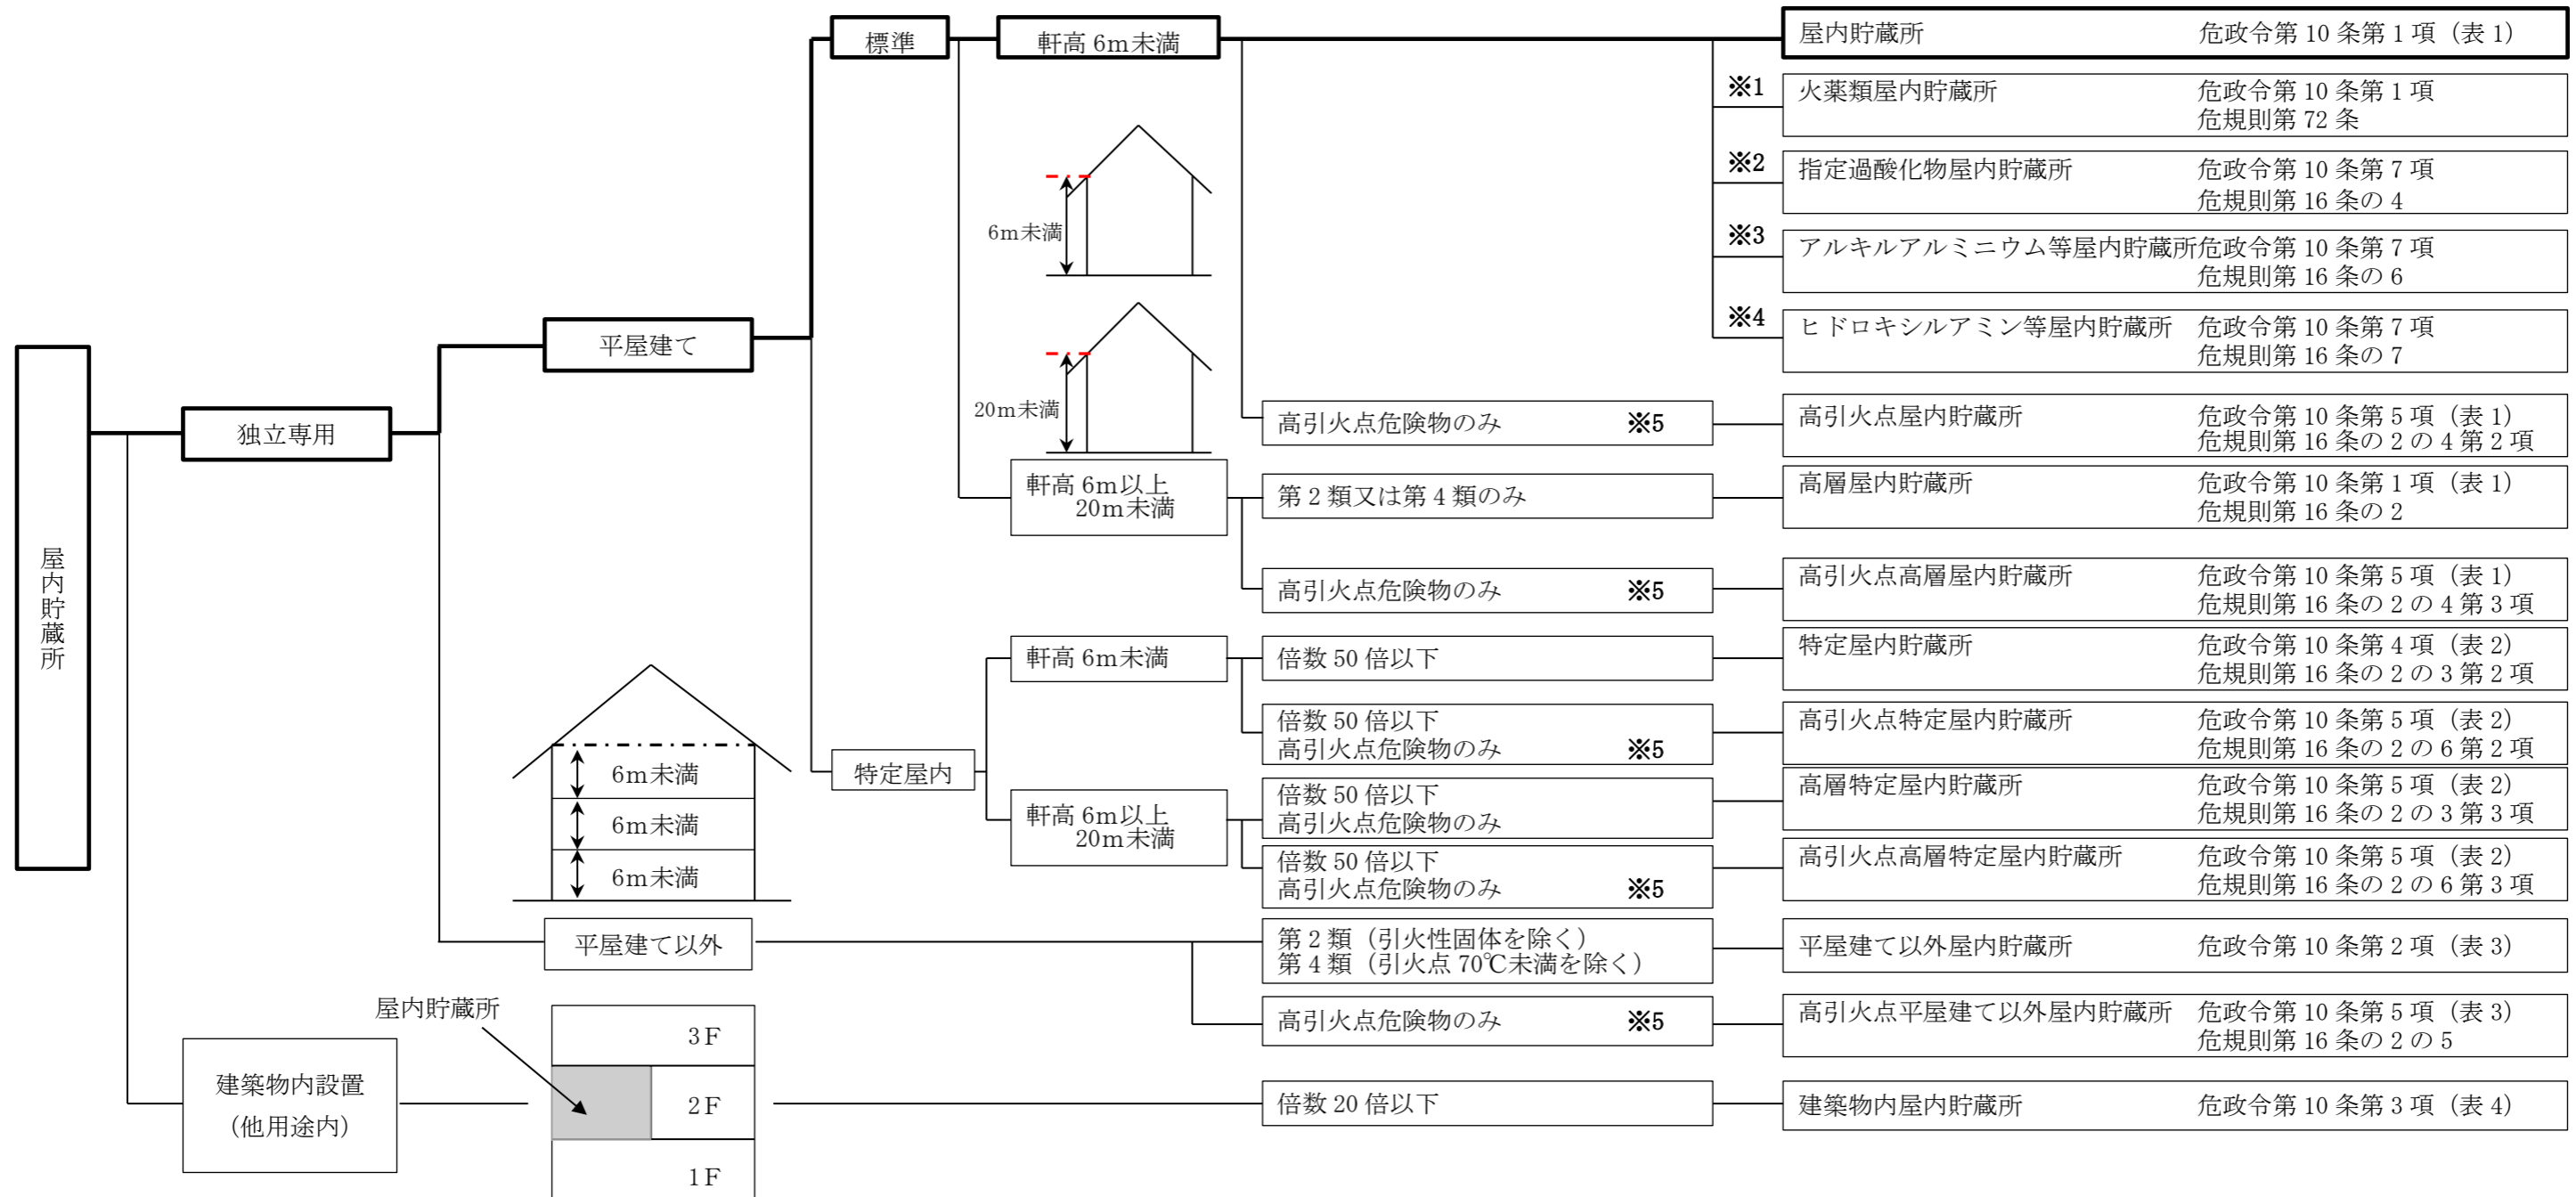 標準
軒高 6m未満
屋内貯蔵所 危政令第 10 条第 1 項（表 1）
※1
火薬類屋内貯蔵所 危政令第 10 条第 1 項
危規則第 72 条
※2
指定過酸化物屋内貯蔵所 危政令第 10 条第 7 項
危規則第 16 条の 4
6m未満
※3
アルキルアルミニウム等屋内貯蔵所危政令第 10 条第 7 項
危規則第 16 条の 6
※4
ヒドロキシルアミン等屋内貯蔵所 危政令第 10 条第 7 項
危規則第 16 条の 7
平屋建て
独立専用
20m未満
高引火点危険物のみ ※5
高引火点屋内貯蔵所 危政令第 10 条第 5 項（表 1）
危規則第 16 条の 2 の 4 第 2 項
軒高 6m以上
20m未満
第 2 類又は第 4 類のみ
高層屋内貯蔵所 危政令第 10 条第 1 項（表 1）
危規則第 16 条の 2
屋内貯蔵所
高引火点危険物のみ ※5
高引火点高層屋内貯蔵所 危政令第 10 条第 5 項（表 1）
危規則第 16 条の 2 の 4 第 3 項
軒高 6m未満
倍数 50 倍以下
特定屋内貯蔵所 危政令第 10 条第 4 項（表 2）
危規則第 16 条の 2 の 3 第 2 項
倍数 50 倍以下
高引火点危険物のみ ※5
高引火点特定屋内貯蔵所 危政令第 10 条第 5 項（表 2）
危規則第 16 条の 2 の 6 第 2 項
6m未満
6m未満
6m未満
特定屋内
軒高 6m以上
20m未満
倍数 50 倍以下
高引火点危険物のみ
高層特定屋内貯蔵所 危政令第 10 条第 5 項（表 2）
危規則第 16 条の 2 の 3 第 3 項
倍数 50 倍以下
高引火点危険物のみ ※5
高引火点高層特定屋内貯蔵所 危政令第 10 条第 5 項（表 2）
危規則第 16 条の 2 の 6 第 3 項
平屋建て以外
第 2 類（引火性固体を除く）
第 4 類（引火点 70℃未満を除く）
平屋建て以外屋内貯蔵所 危政令第 10 条第 2 項（表 3）
屋内貯蔵所
高引火点危険物のみ ※5
高引火点平屋建て以外屋内貯蔵所 危政令第 10 条第 5 項（表 3）
危規則第 16 条の 2 の 5
建築物内設置
（他用途内）
3F
2F
1F
倍数 20 倍以下
建築物内屋内貯蔵所 危政令第 10 条第 3 項（表 4）